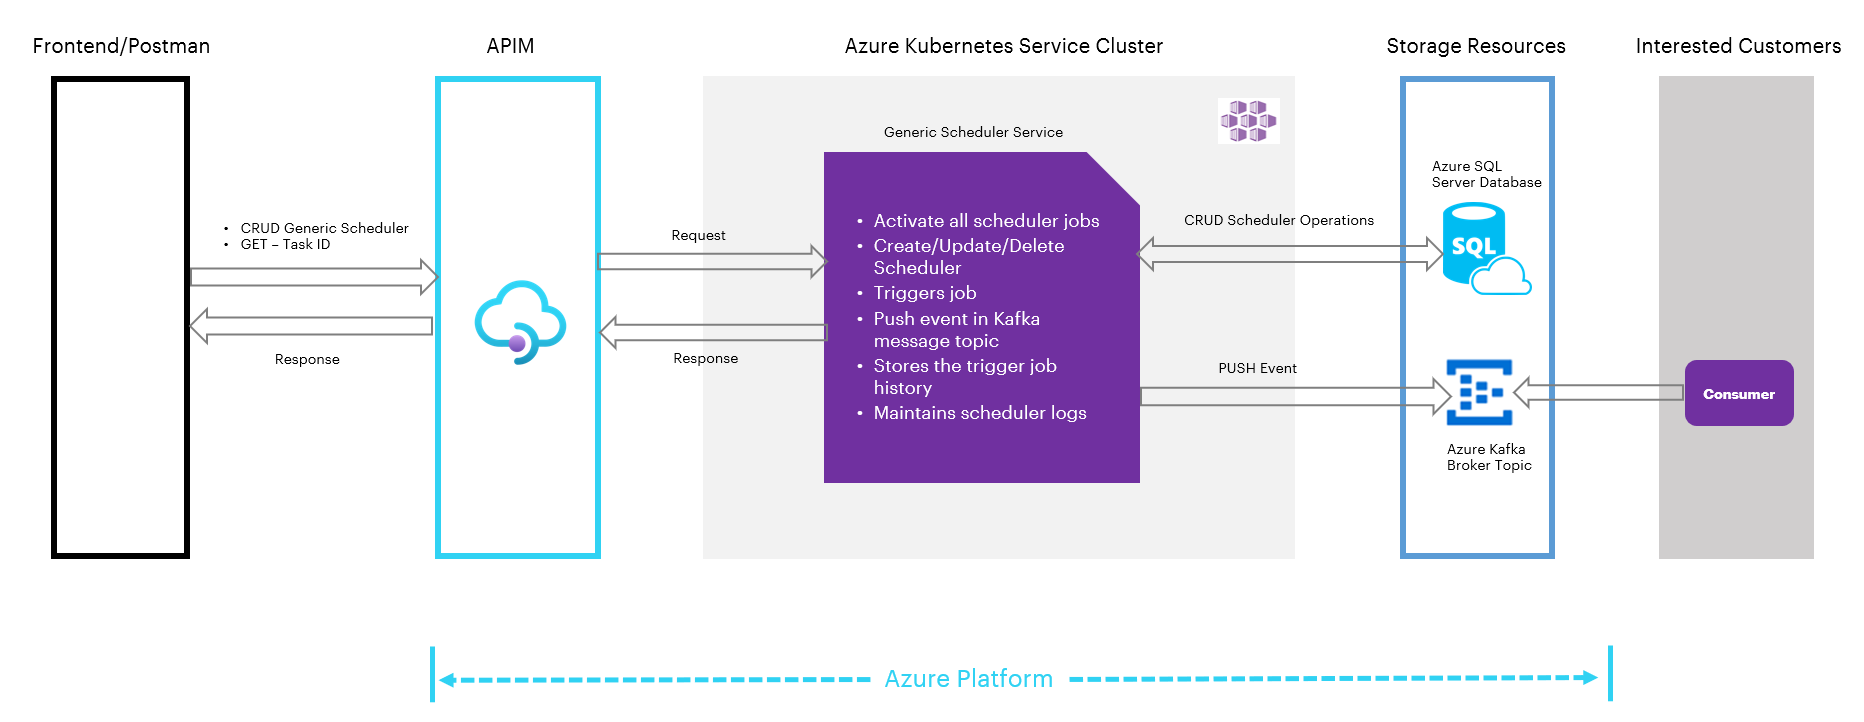 Frontend/Postman
APIM
Azure Kubernetes Service Cluster
Storage Resources
Interested Customers
Generic Scheduler Service
• CRUD Generic Scheduler
• GET – Task ID
Response
Request
Response
• Activate all scheduler jobs
• Create/Update/Delete
Scheduler
• Triggers job
• Push event in Kafka
message topic
• Stores the trigger job
history
• Maintains scheduler logs
CRUD Scheduler Operations
PUSH Event
Azure SQL
Server Database
SQL
Azure Kafka
Broker Topic
Consumer
Azure Platform